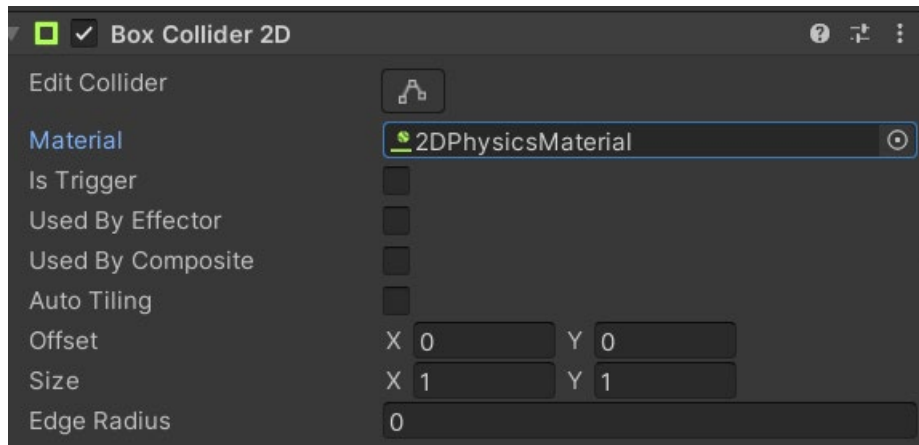 Box Collider 2D
Edit Collider
Material 2DPhysicsMaterial
Is Trigger
Used By Effector
Used By Composite
Auto Tiling
Offset X 0 Y 0
Size X 1 Y 1
Edge Radius 0